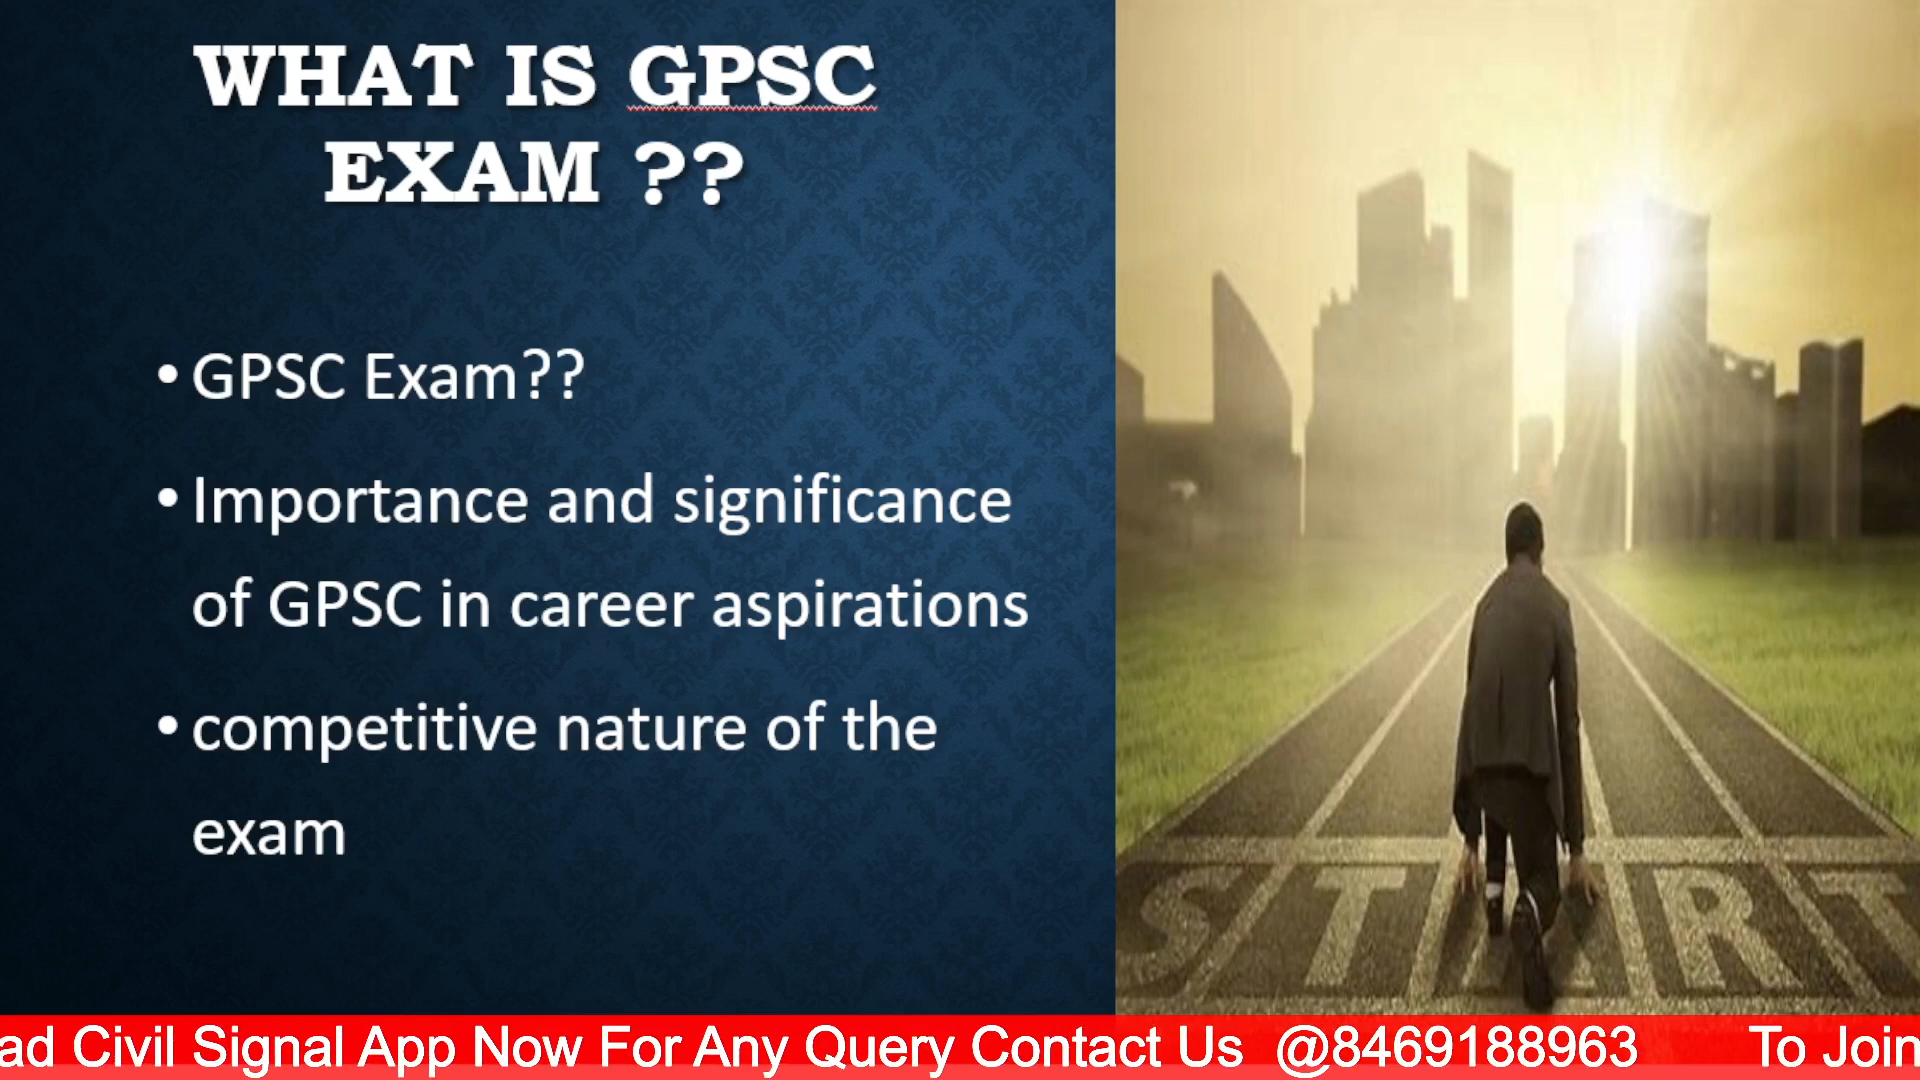 WHAT IS GPSC
EXAM ??
• GPSC Exam??
• Importance and significance
of GPSC in career aspirations
• competitive nature of the
exam
START
ad Civil Signal App Now For Any Query Contact Us @8469188963 To Join